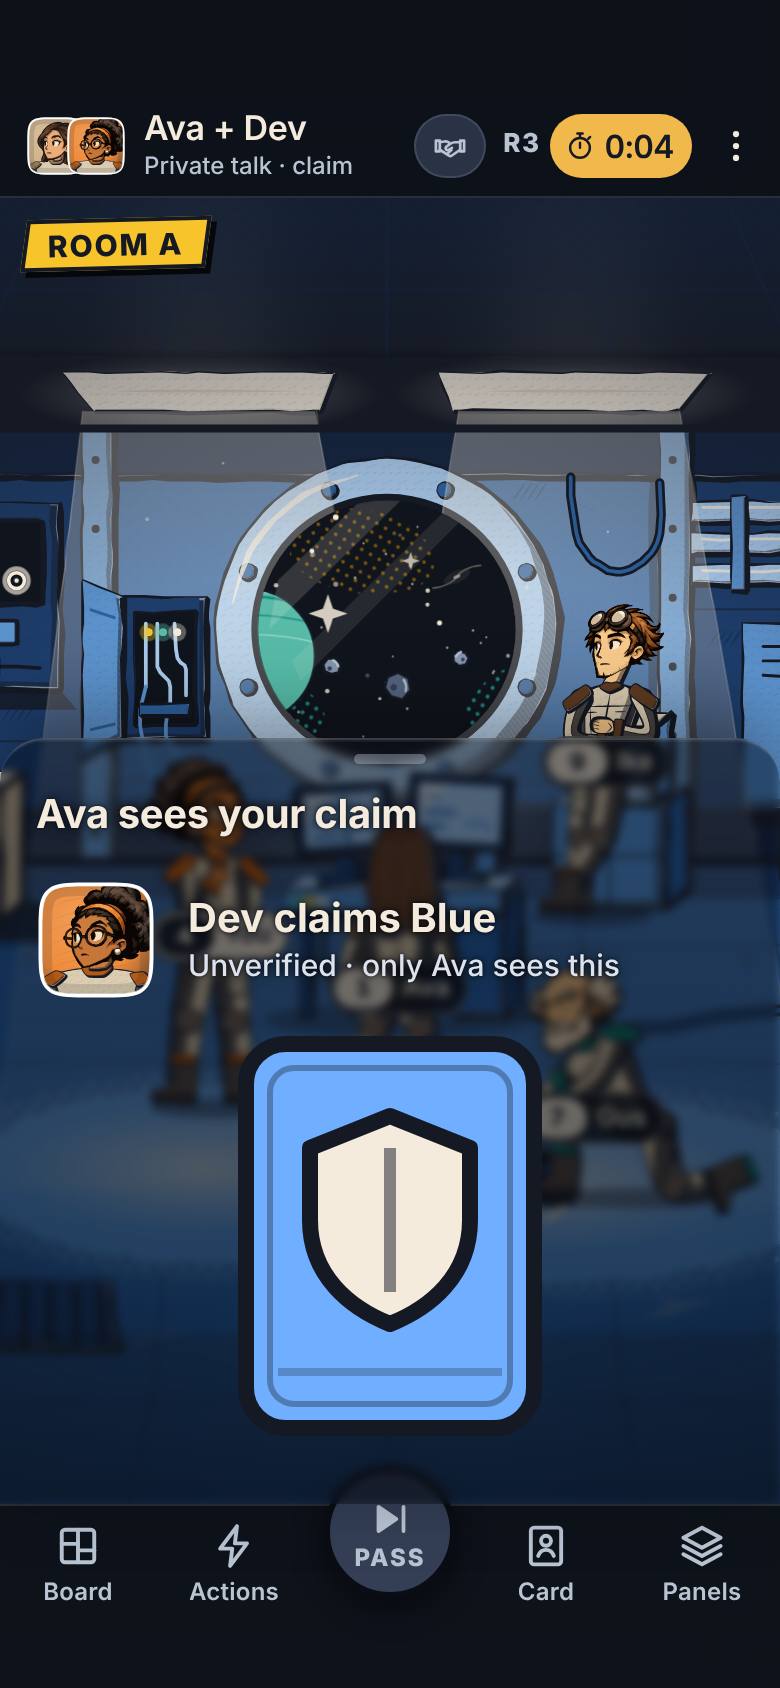 Ava + Dev
Private talk · claim
R3
0:04
ROOM A
Ava sees your claim
Dev claims Blue
Unverified · only Ava sees this
PASS
Board
Actions
Card
Panels